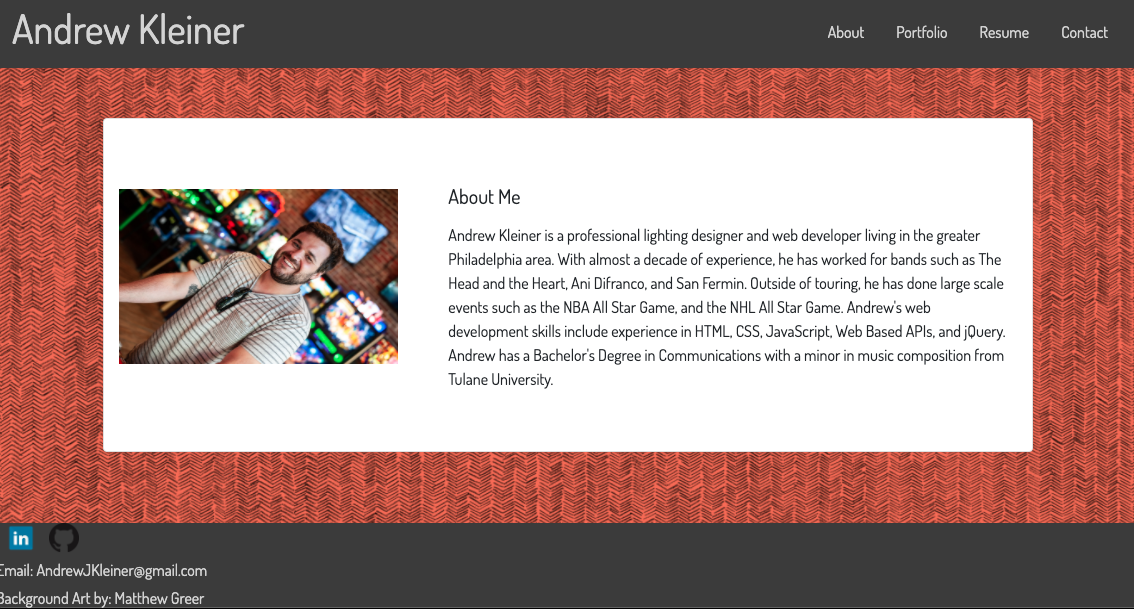 Andrew Kleiner
About Portfolio Resume Contact
About Me
Andrew Kleiner is a professional lighting designer and web developer living in the greater
Philadelphia area. With almost a decade of experience, he has worked for bands such as The
Head and the Heart, Ani Difranco, and San Fermin. Outside of touring, he has done large scale
events such as the NBA All Star Game, and the NHL All Star Game. Andrew's web
development skills include experience in HTML, CSS, JavaScript, Web Based APIs, and jQuery.
Andrew has a Bachelor's Degree in Communications with a minor in music composition from
Tulane University.
in
Email: AndrewJKleiner@gmail.com
Background Art by: Matthew Greer